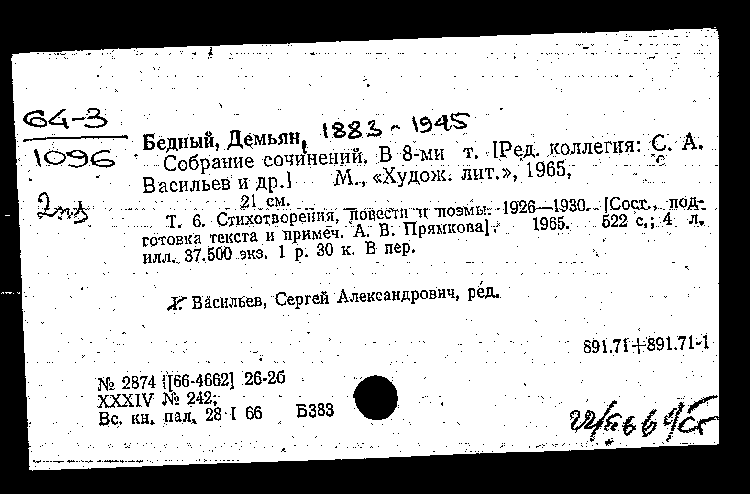 64-3
1096
Бедный, Демьян, 1883 - 1945
Собрание сочинений. В 8-ми т. [Ред. коллегия: С. А.
Васильев и др.] М., «Худож. лит.», 1965,
21 см.
Т. 6. Стихотворения, повести и поэмы. 1926—1930. [Сост., под-
готовка текста и примеч. А. В. Прямкова]. 1965. 522 с.; 4 л.
илл. 37.500 экз. 1 р. 30 к. В пер.
I. Васильев, Сергей Александрович, ред.
891.71+891.71-1
№ 2874 [[66-4662] 26-2б
XXXIV № 242;
Вс. кн. пал. 28 I 66 Б383